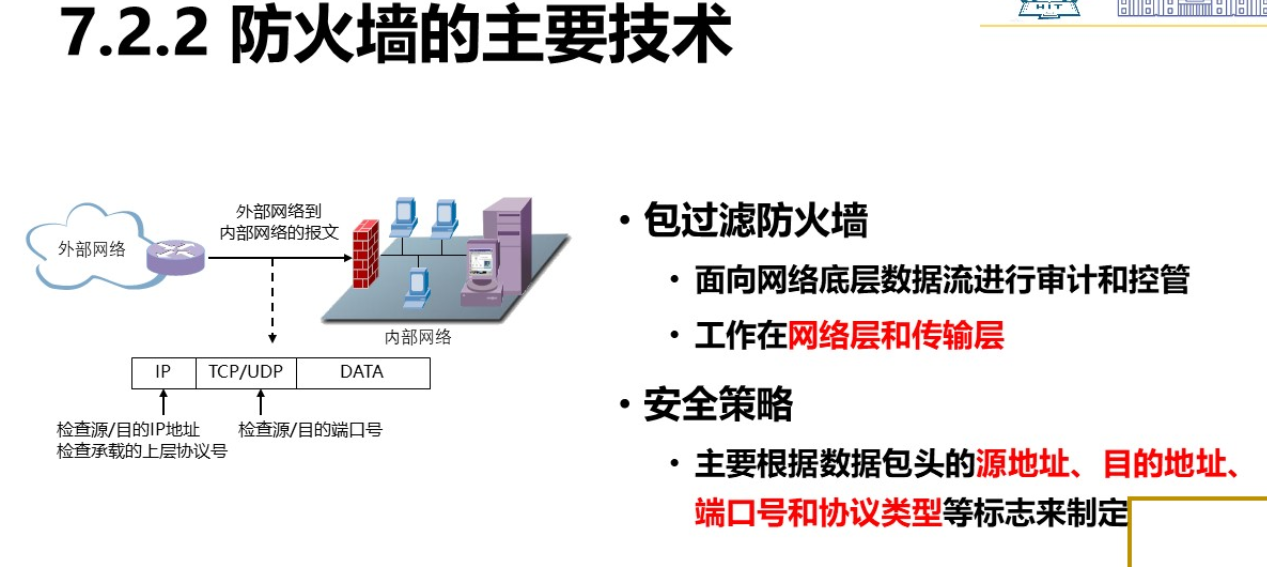 7.2.2 防火墙的主要技术
HIT
外部网络
外部网络到
内部网络的报文
内部网络
IP TCP/UDP DATA
检查源/目的IP地址
检查承载的上层协议号
检查源/目的端口号
• 包过滤防火墙
• 面向网络底层数据流进行审计和控管
• 工作在网络层和传输层
• 安全策略
• 主要根据数据包头的源地址、目的地址、
端口号和协议类型等标志来制定